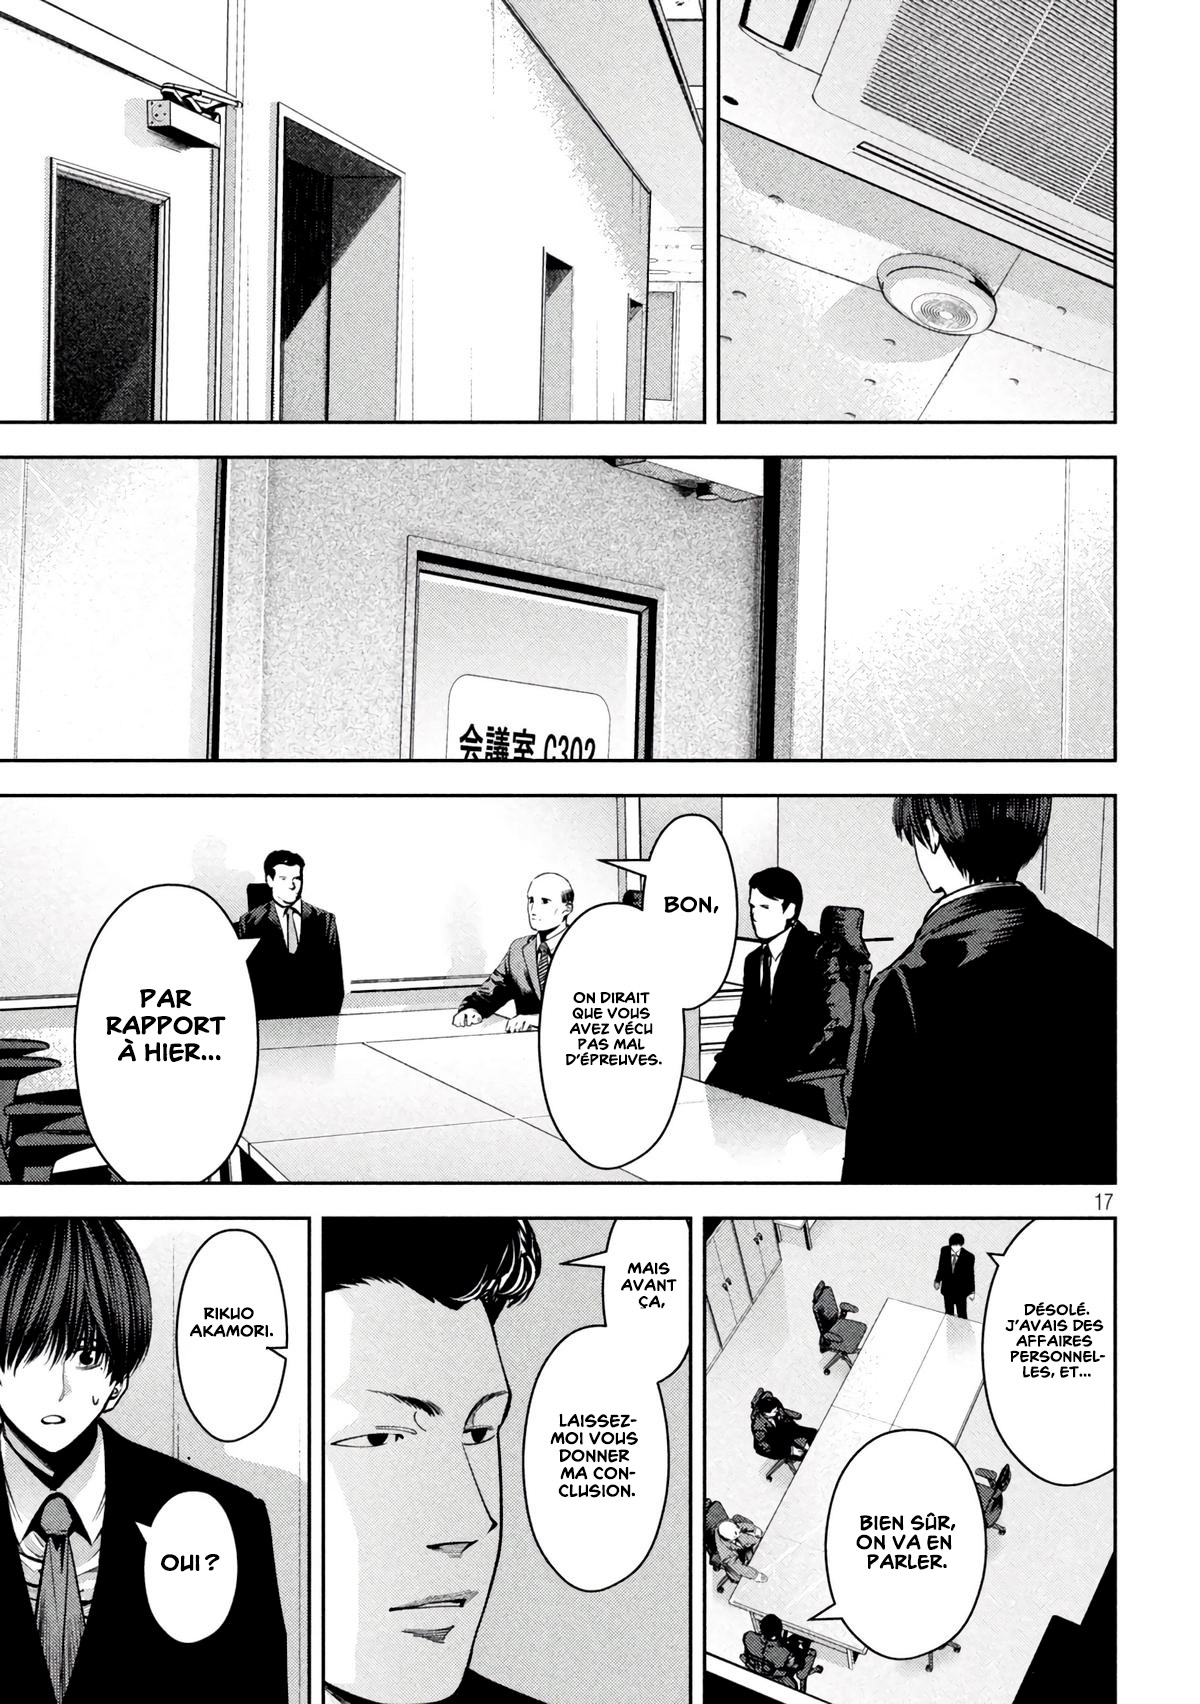 会議室 C302
BON,
ON DIRAIT
QUE VOUS
AVEZ VÉCU
PAS MAL
D'ÉPREUVES.
PAR
RAPPORT
À HIER...
17
DÉSOLÉ.
J'AVAIS DES
AFFAIRES
PERSONNEL-
LES, ET...
BIEN SÛR,
ON VA EN
PARLER.
MAIS
AVANT
ÇA,
LAISSEZ-
MOI VOUS
DONNER
MA CON-
CLUSION.
RIKUO
AKAMORI.
OUI ?